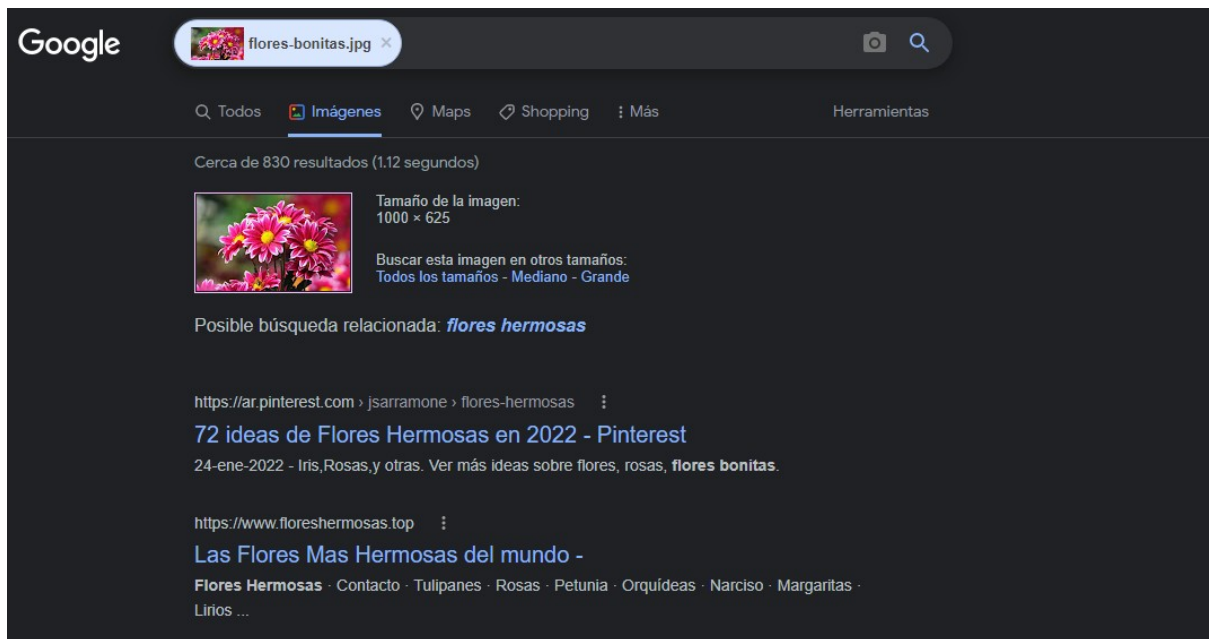 Google
flores-bonitas.jpg ×
Todos Imágenes Maps Shopping Más Herramientas
Cerca de 830 resultados (1.12 segundos)
Tamaño de la imagen:
1000 × 625
Buscar esta imagen en otros tamaños:
Todos los tamaños - Mediano - Grande
Posible búsqueda relacionada: flores hermosas
https://ar.pinterest.com › jsarramone › flores-hermosas
72 ideas de Flores Hermosas en 2022 - Pinterest
24-ene-2022 - Iris,Rosas,y otras. Ver más ideas sobre flores, rosas, flores bonitas.
https://www.floreshermosas.top
Las Flores Mas Hermosas del mundo -
Flores Hermosas · Contacto · Tulipanes · Rosas · Petunia · Orquídeas · Narciso · Margaritas ·
Lirios ...